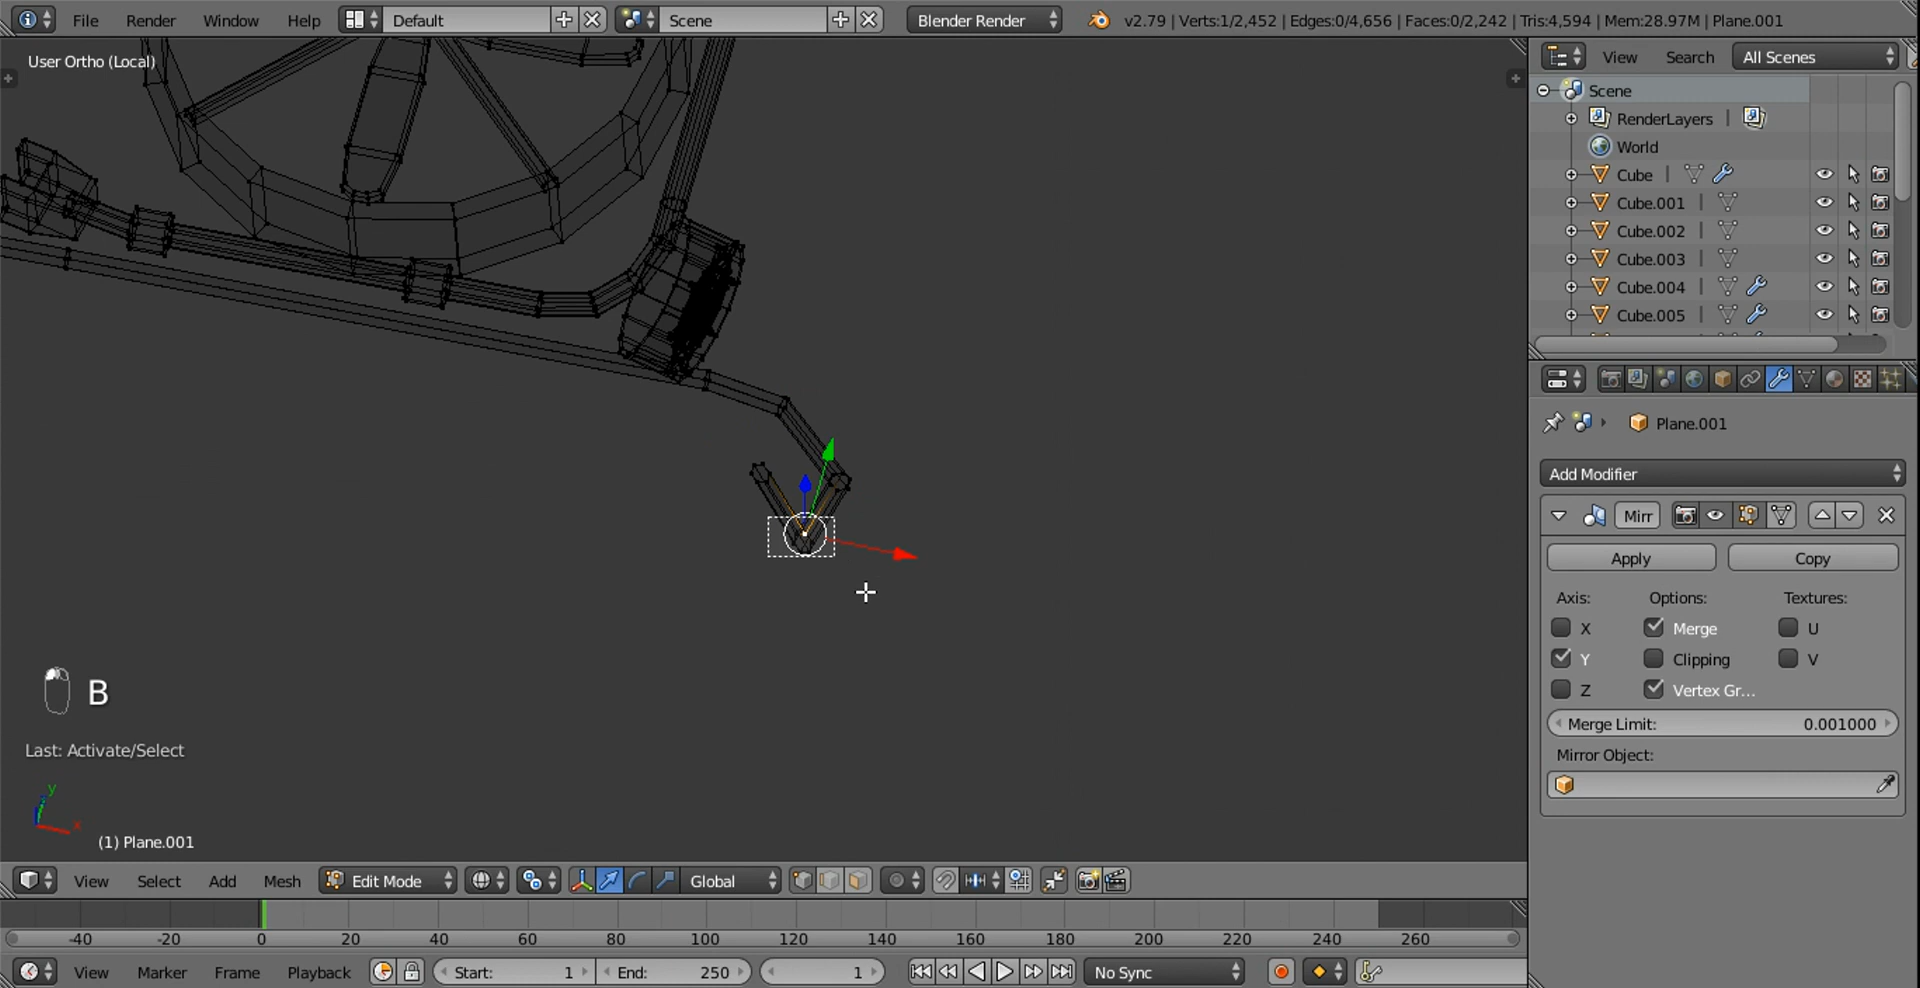 File Render Window Help Default Scene Blender Render v2.79 | Verts:1/2,452 | Edges:0/4,656 | Faces:0/2,242 | Tris:4,594 | Mem:28.97M | Plane.001
User Ortho (Local)
View Search All Scenes
Scene
RenderLayers |
World
Cube |
Cube.001 |
Cube.002 |
Cube.003 |
Cube.004 |
Cube.005 |
Plane.001
Add Modifier
Mirr
Apply Copy
Axis: Options: Textures:
X Merge U
Y Clipping V
Z Vertex Gr...
Merge Limit: 0.001000
Mirror Object:
B
Last: Activate/Select
y
x
(1) Plane.001
View Select Add Mesh Edit Mode Global
-40 -20 0 20 40 60 80 100 120 140 160 180 200 220 240 260
View Marker Frame Playback Start: 1 End: 250 1 No Sync